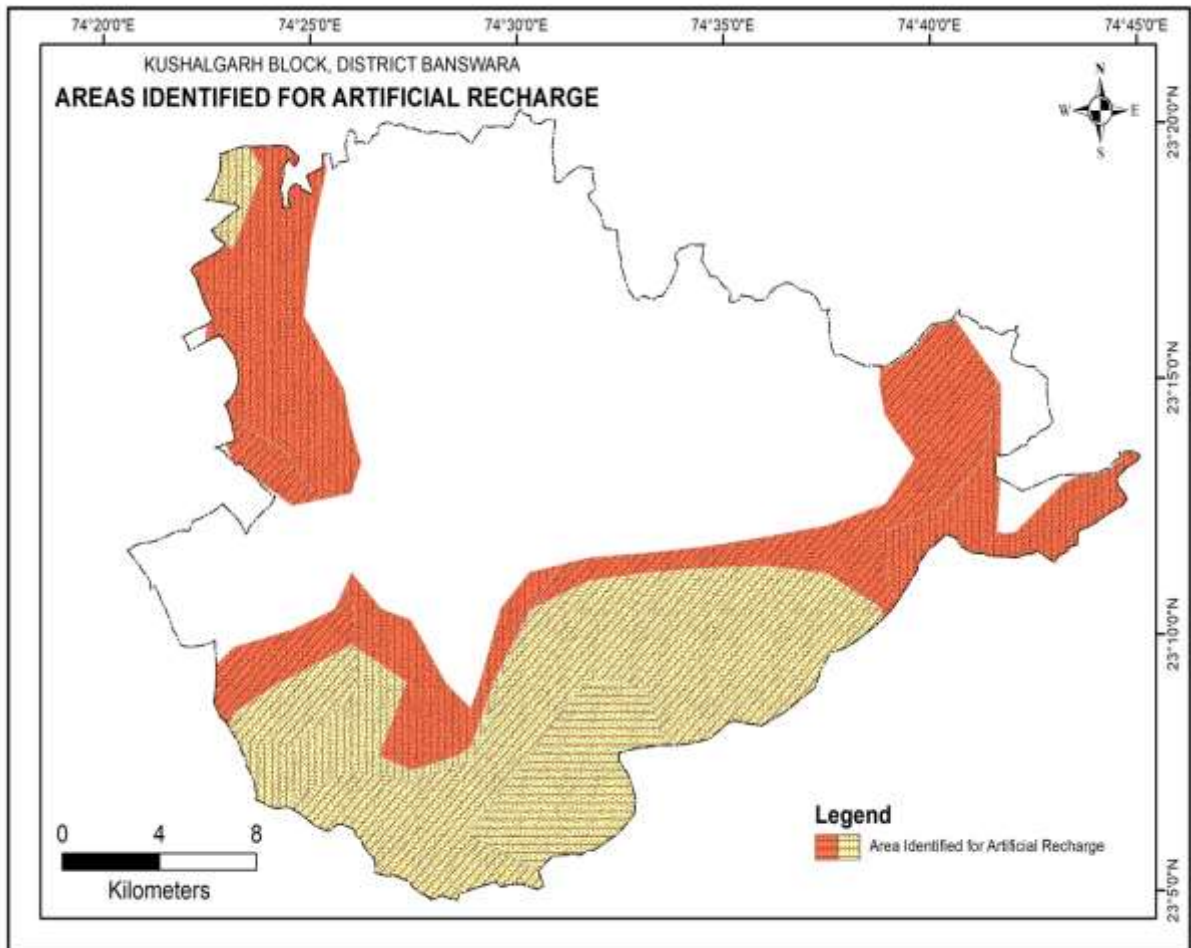 74°20'0"E 74°25'0"E 74°30'0"E 74°35'0"E 74°40'0"E 74°45'0"E
KUSHALGARH BLOCK, DISTRICT BANSWARA
AREAS IDENTIFIED FOR ARTIFICIAL RECHARGE
N
W E
S
23°20'0"N
23°15'0"N
23°10'0"N
23°5'0"N
0 4 8
Kilometers
Legend
Area Identified for Artificial Recharge